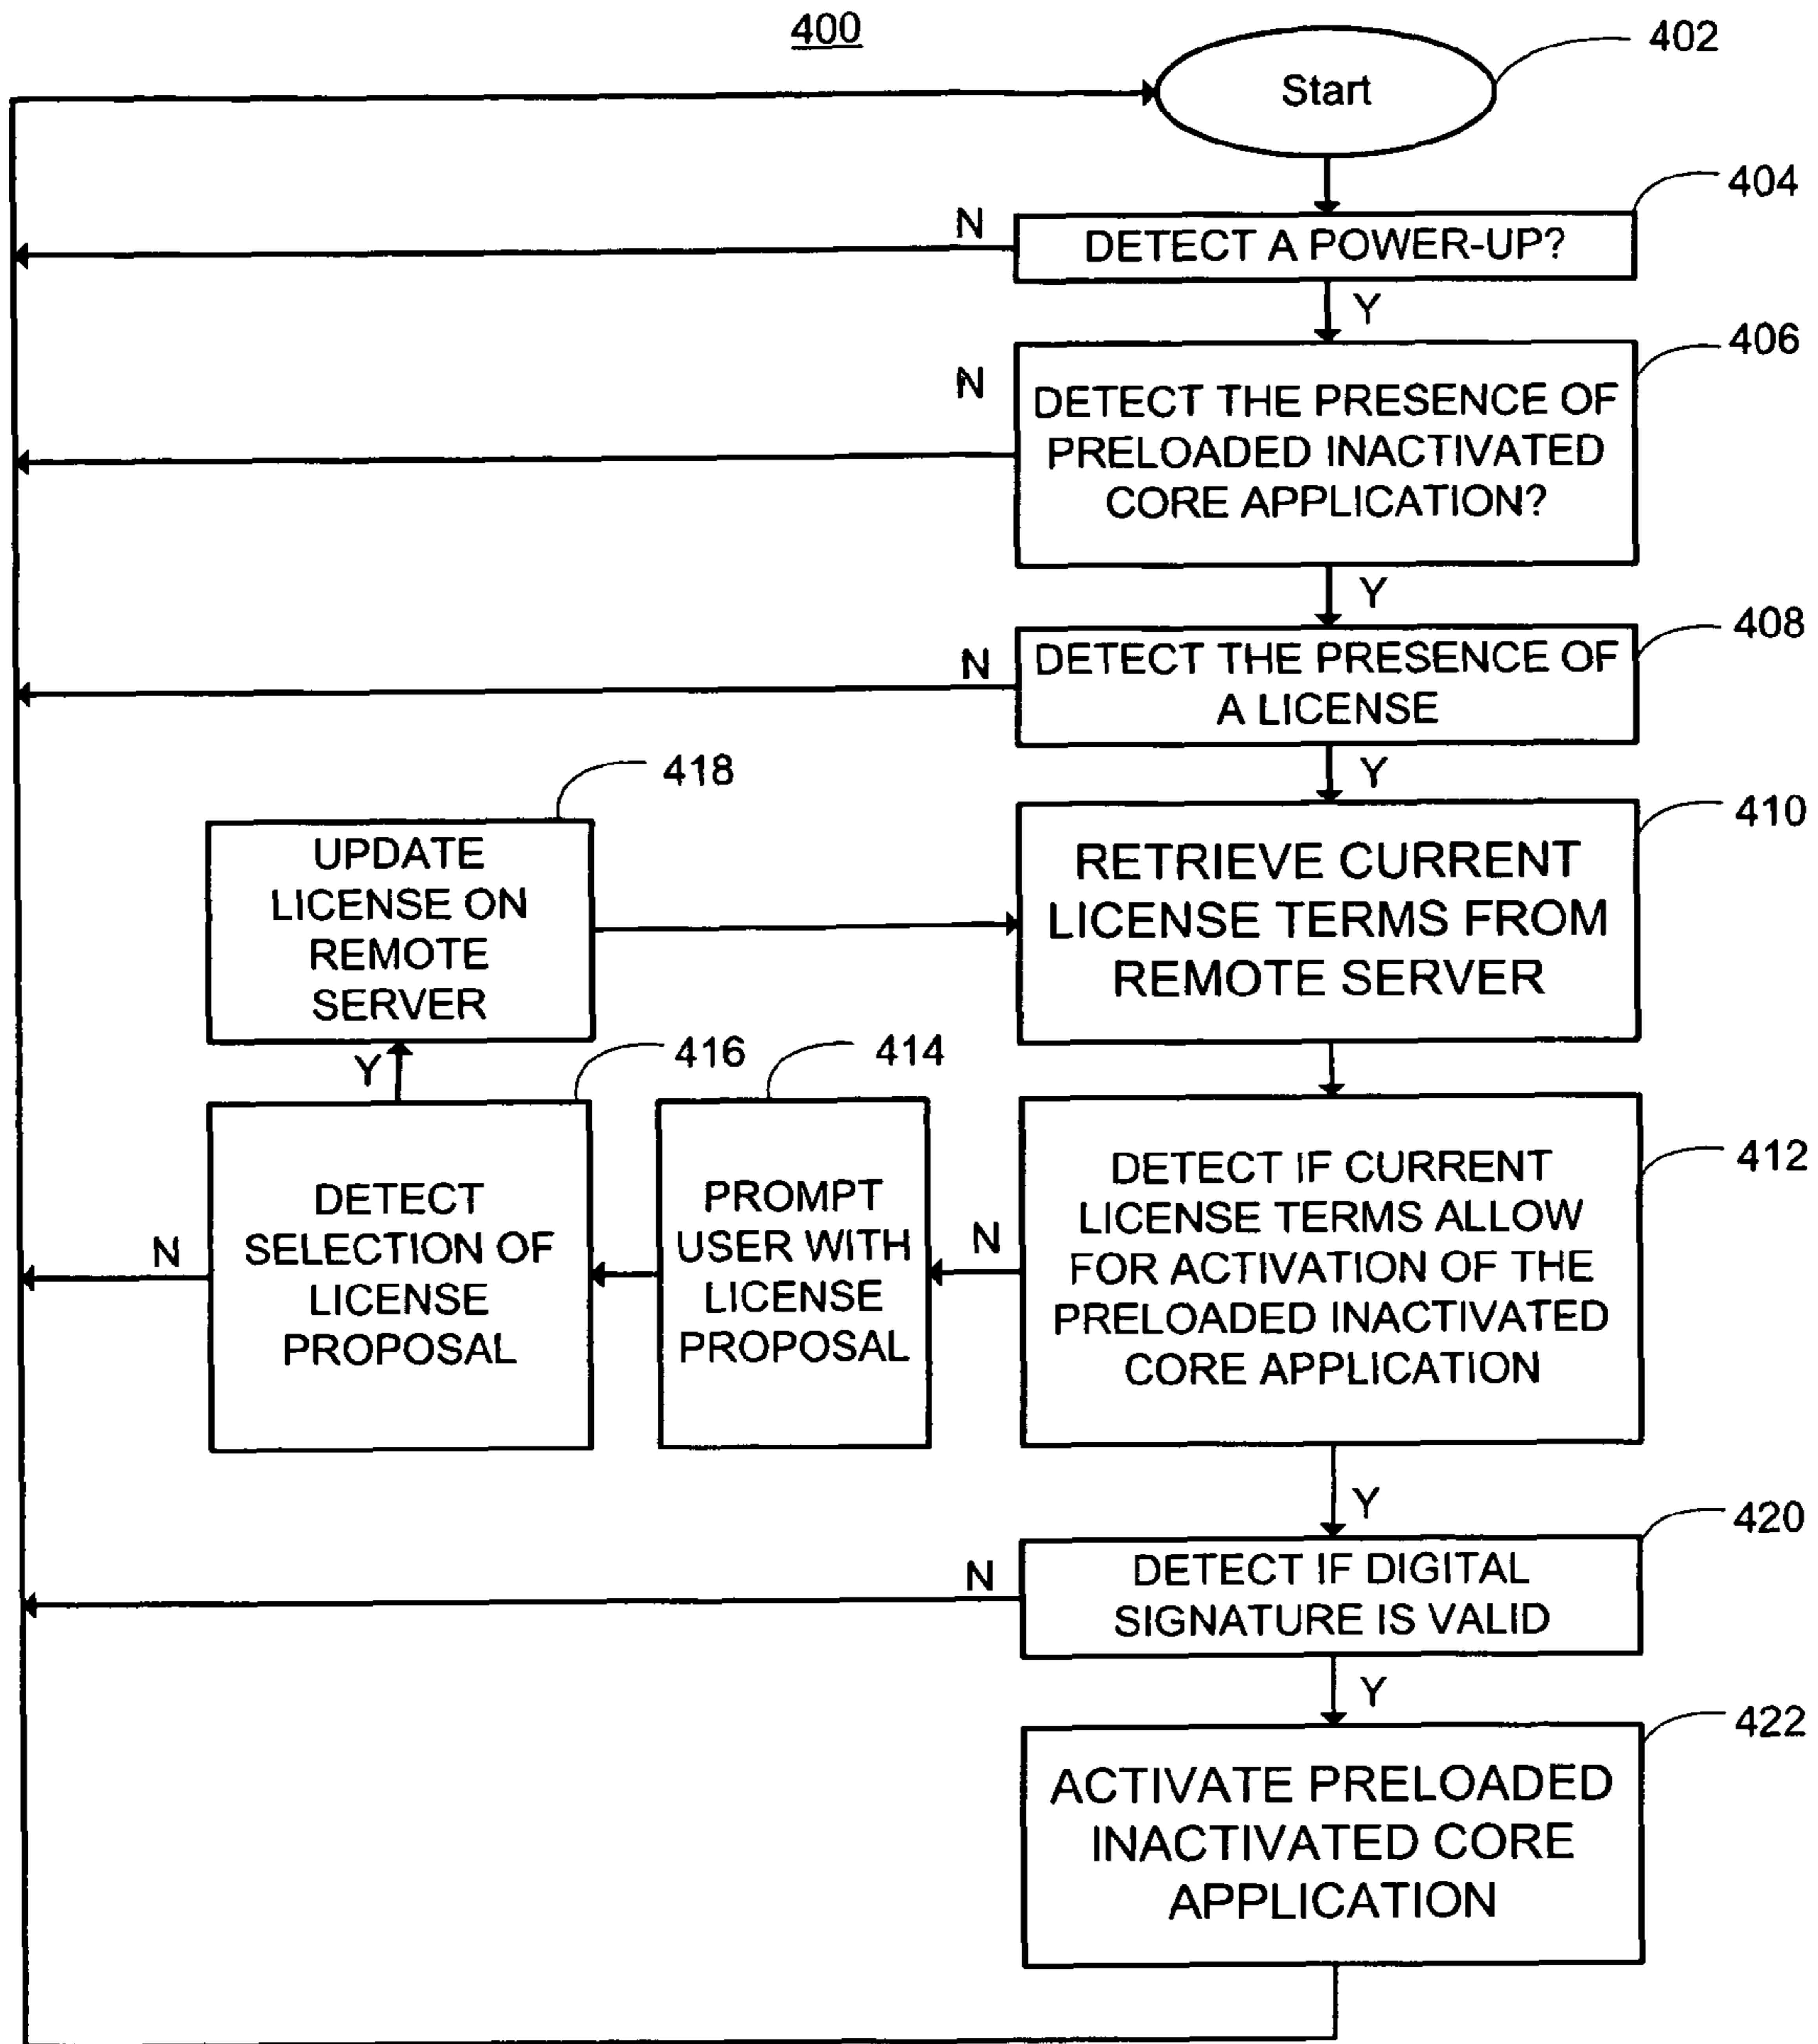 400
402
Start
404
N
DETECT A POWER-UP?
Y
406
N
DETECT THE PRESENCE OF
PRELOADED INACTIVATED
CORE APPLICATION?
Y
408
N
DETECT THE PRESENCE OF
A LICENSE
Y
418
410
UPDATE
LICENSE ON
REMOTE
SERVER
RETRIEVE CURRENT
LICENSE TERMS FROM
REMOTE SERVER
Y
416
414
412
DETECT
SELECTION OF
LICENSE
PROPOSAL
N
PROMPT
USER WITH
LICENSE
PROPOSAL
N
DETECT IF CURRENT
LICENSE TERMS ALLOW
FOR ACTIVATION OF THE
PRELOADED INACTIVATED
CORE APPLICATION
Y
420
N
DETECT IF DIGITAL
SIGNATURE IS VALID
Y
422
ACTIVATE PRELOADED
INACTIVATED CORE
APPLICATION